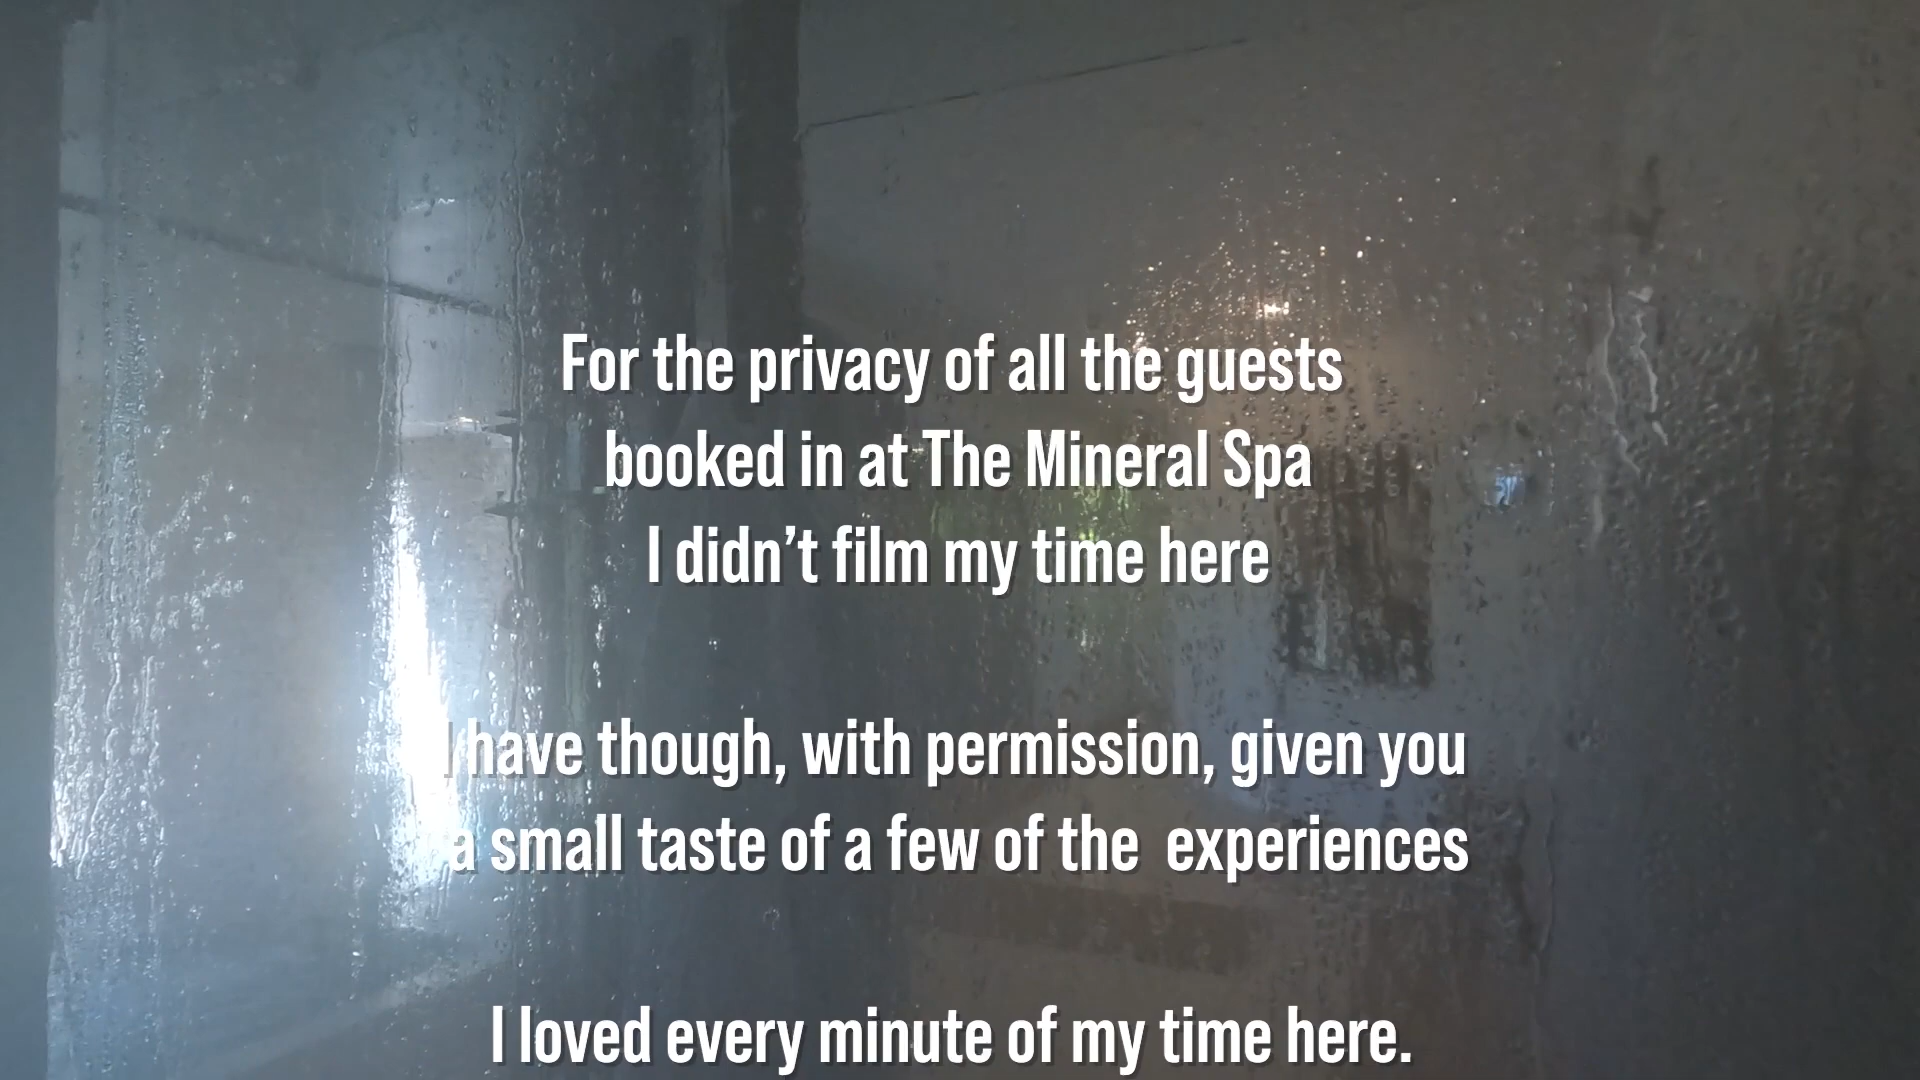 For the privacy of all the guests
booked in at The Mineral Spa
I didn’t film my time here
I have though, with permission, given you
a small taste of a few of the  experiences
I loved every minute of my time here.